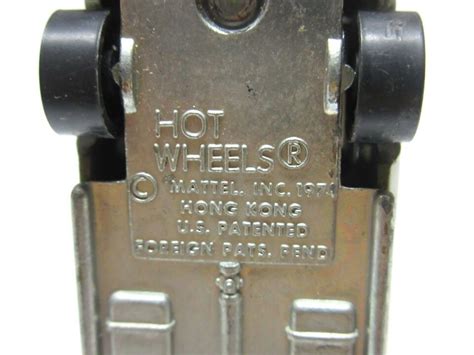 HOT
WHEELS®
© MATTEL, INC. 1974
HONG KONG
U.S. PATENTED
FOREIGN PATS. PEND